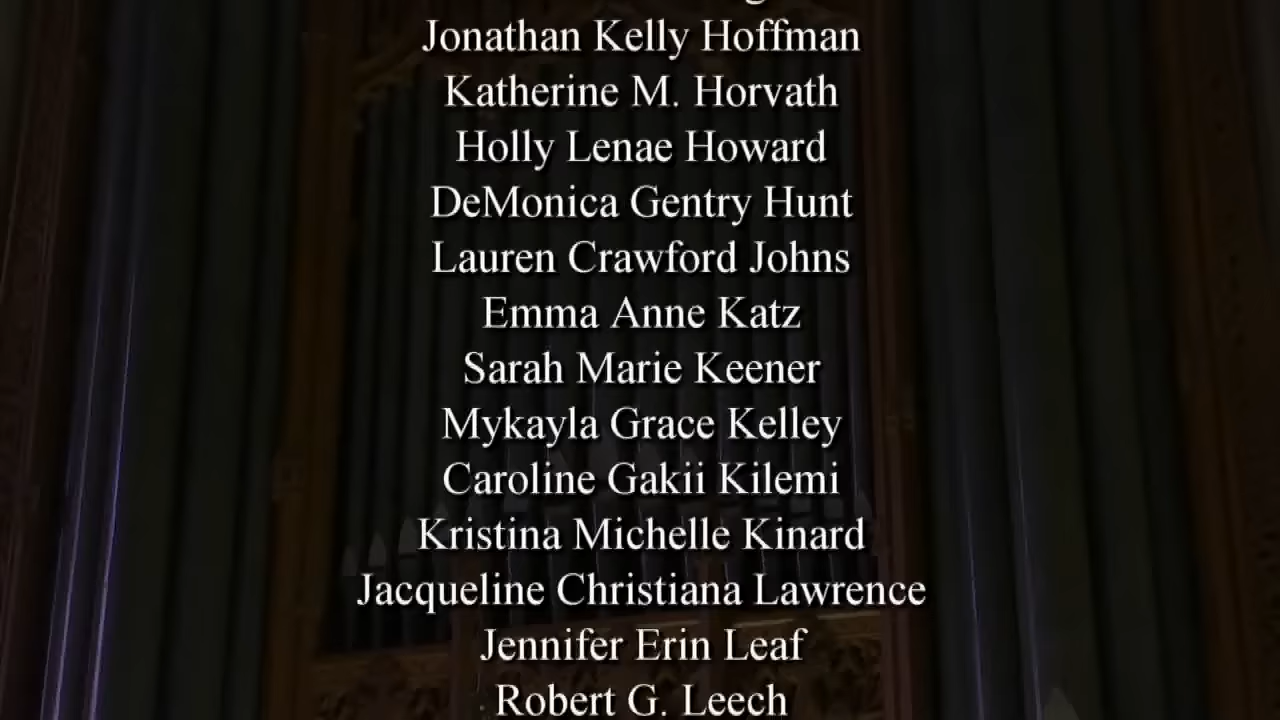 Jonathan Kelly Hoffman
Katherine M. Horvath
Holly Lenae Howard
DeMonica Gentry Hunt
Lauren Crawford Johns
Emma Anne Katz
Sarah Marie Keener
Mykayla Grace Kelley
Caroline Gakii Kilemi
Kristina Michelle Kinard
Jacqueline Christiana Lawrence
Jennifer Erin Leaf
Robert G. Leech